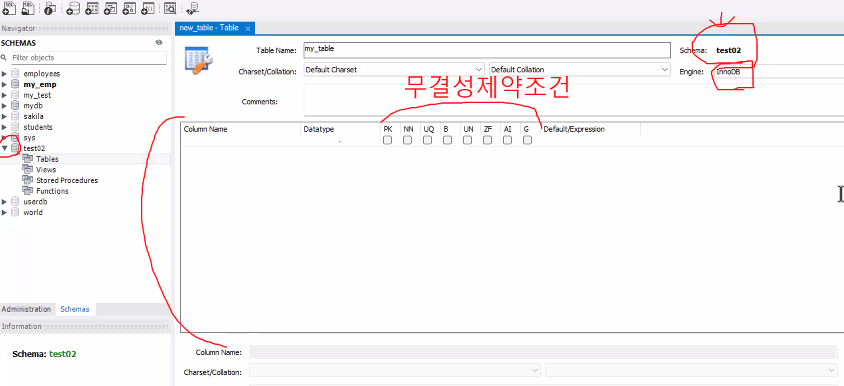 Navigator
SCHEMAS
Filter objects
employees
my_emp
my_test
mydb
sakila
students
sys
test02
Tables
Views
Stored Procedures
Functions
userdb
world
Administration Schemas
Information
Schema: test02
new_table - Table
Table Name: my_table Schema: test02
Charset/Collation: Default Charset Default Collation Engine: InnoDB
무결성제약조건
Comments:
Column Name Datatype PK NN UQ B UN ZF AI G Default/Expression
Column Name:
Charset/Collation: